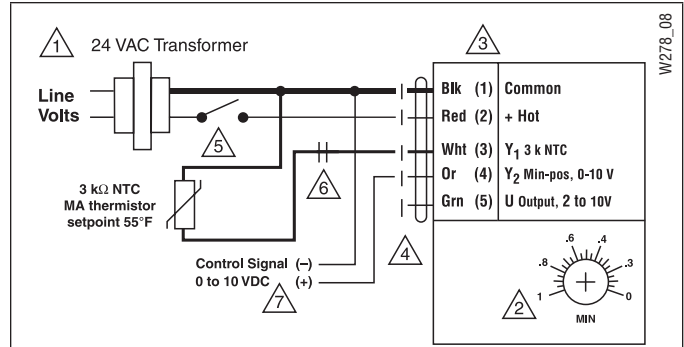 1 24 VAC Transformer
3
W278_08
Line
Volts
Blk (1) Common
Red (2) + Hot
Wht (3) Y₁ 3 k NTC
Or (4) Y₂ Min-pos, 0-10 V
Grn (5) U Output, 2 to 10V
5
6
3 kΩ NTC
MA thermistor
setpoint 55°F
4
Control Signal (–)
0 to 10 VDC (+)
7
2
.6 .4
.8 .3
1 0
MIN